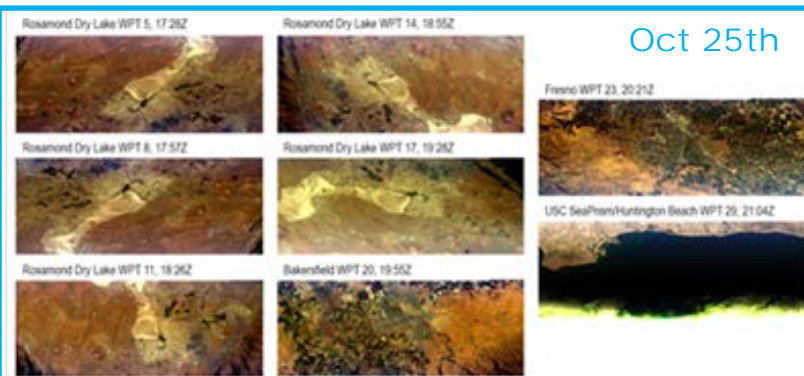 Rosamond Dry Lake WPT 5, 17:28Z
Rosamond Dry Lake WPT 14, 18:55Z
Oct 25th
Fresno WPT 23, 20:21Z
Rosamond Dry Lake WPT 8, 17:57Z
Rosamond Dry Lake WPT 17, 19:28Z
USC SeaPrism/Huntington Beach WPT 29, 21:04Z
Rosamond Dry Lake WPT 11, 18:26Z
Bakersfield WPT 20, 19:55Z